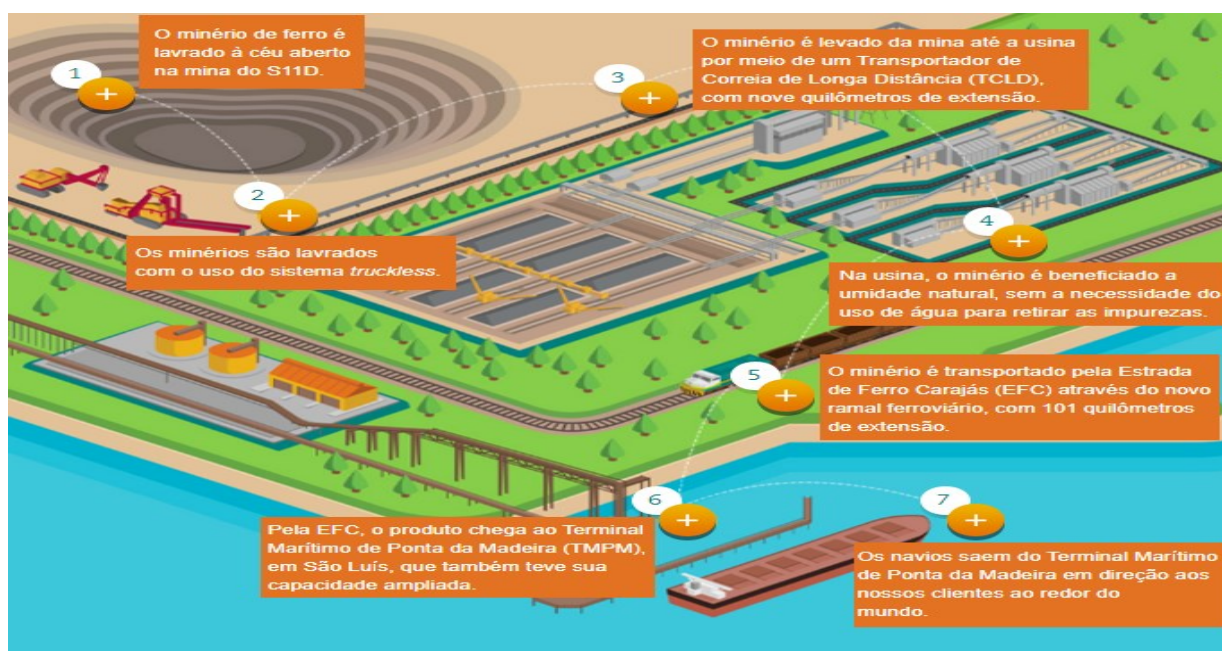 1
O minério de ferro é
lavrado à céu aberto
na mina do S11D.
2
Os minérios são lavrados
com o uso do sistema truckless.
3
O minério é levado da mina até a usina
por meio de um Transportador de
Correia de Longa Distância (TCLD),
com nove quilômetros de extensão.
4
Na usina, o minério é beneficiado a
umidade natural, sem a necessidade do
uso de água para retirar as impurezas.
5
O minério é transportado pela Estrada
de Ferro Carajás (EFC) através do novo
ramal ferroviário, com 101 quilômetros
de extensão.
6
Pela EFC, o produto chega ao Terminal
Marítimo de Ponta da Madeira (TMPM),
em São Luís, que também teve sua
capacidade ampliada.
7
Os navios saem do Terminal Marítimo
de Ponta da Madeira em direção aos
nossos clientes ao redor do
mundo.